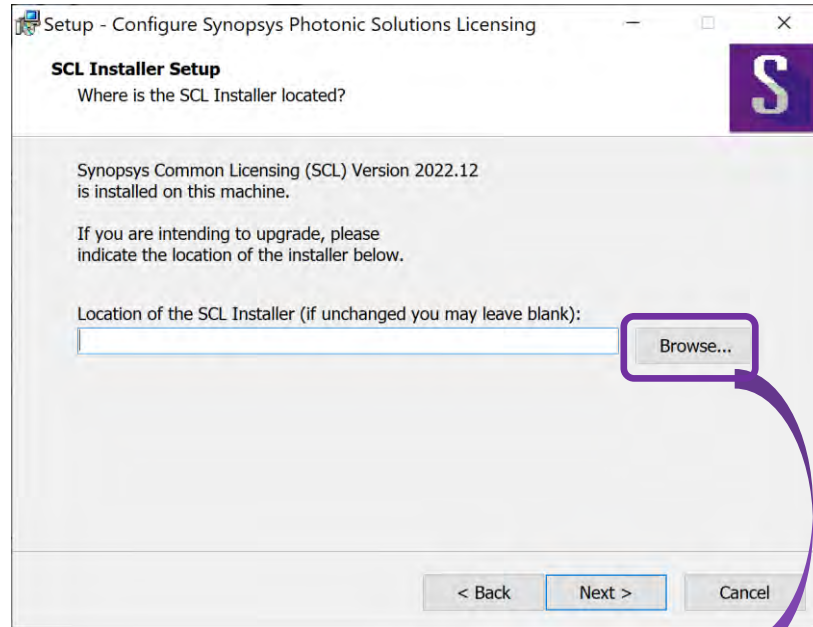 Setup - Configure Synopsys Photonic Solutions Licensing
SCL Installer Setup
Where is the SCL Installer located?
S
Synopsys Common Licensing (SCL) Version 2022.12
is installed on this machine.
If you are intending to upgrade, please
indicate the location of the installer below.
Location of the SCL Installer (if unchanged you may leave blank):
Browse...
< Back
Next >
Cancel